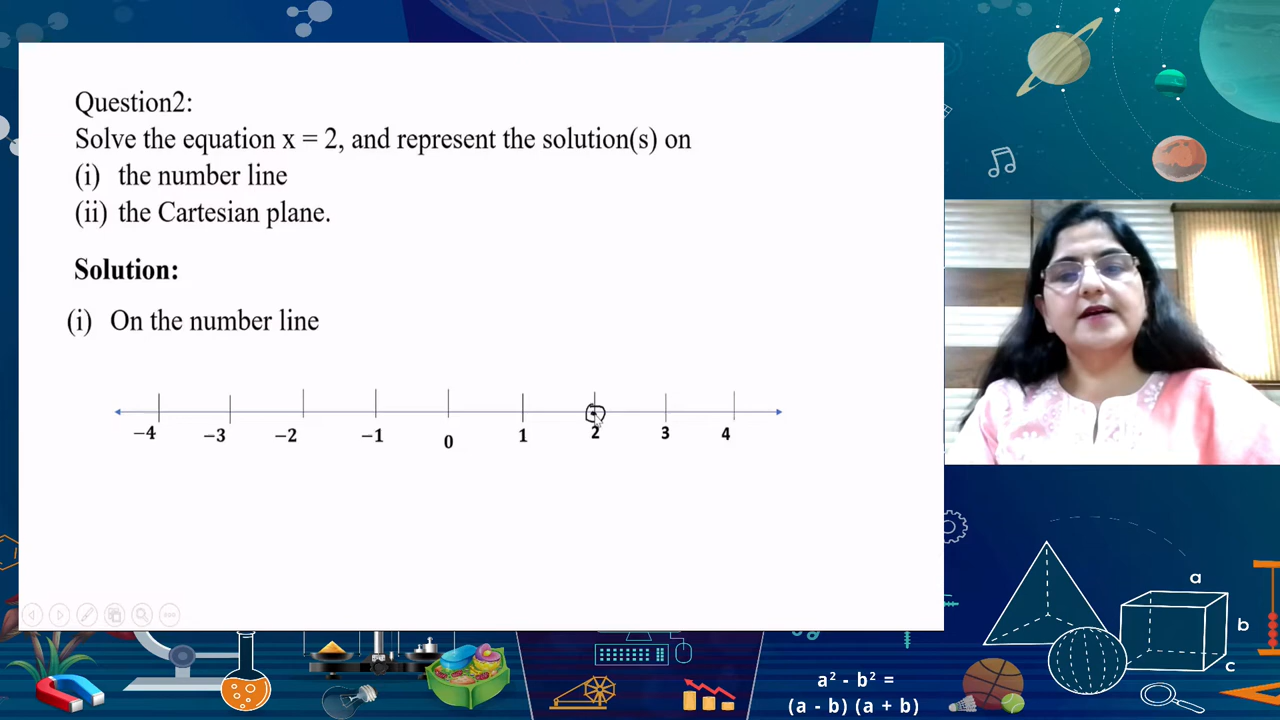 Question2:
Solve the equation x = 2, and represent the solution(s) on
(i) the number line
(ii) the Cartesian plane.
Solution:
(i) On the number line
−4 −3 −2 −1 0 1 2 3 4
a
b
c
a² - b² =
(a - b) (a + b)